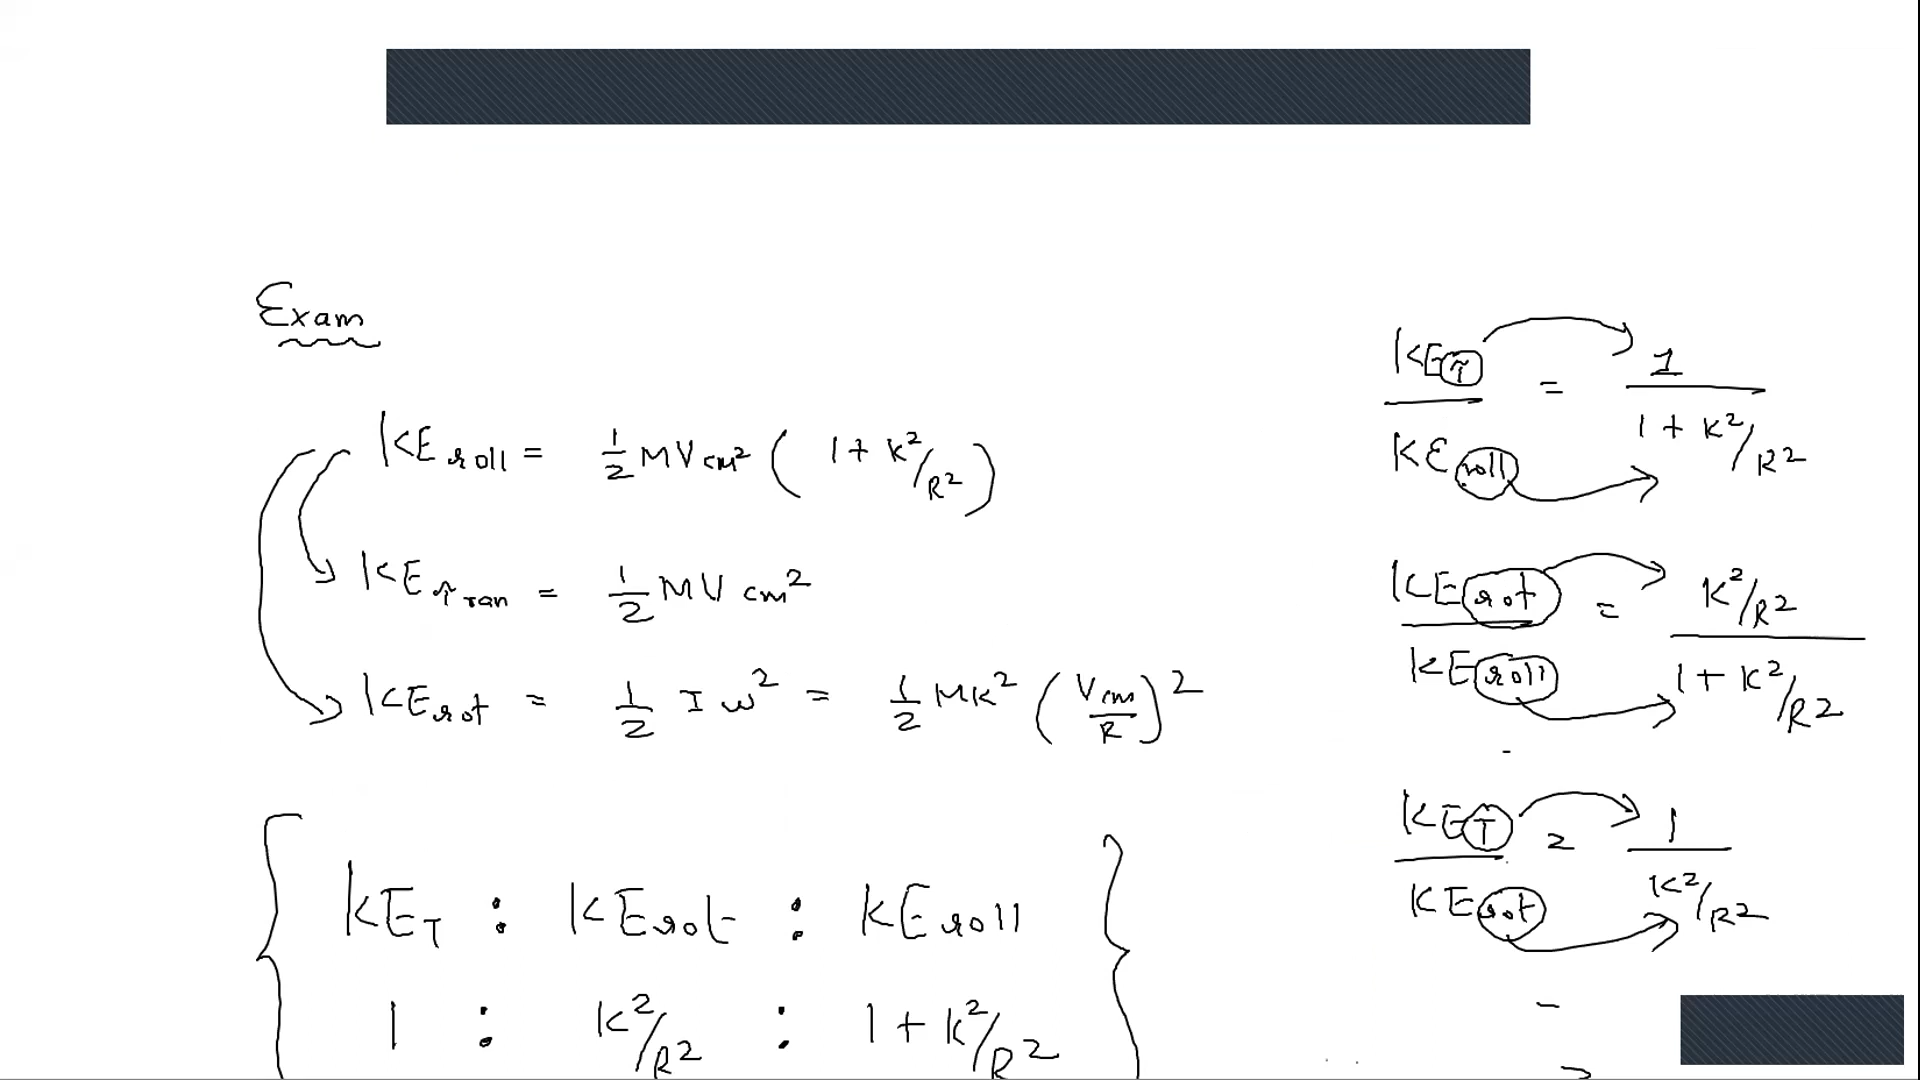 Exam
KE roll = 1/2 MVcm² ( 1 + K²/R² )
KE Tran = 1/2 MV cm²
KE rot = 1/2 I ω² = 1/2 MK² ( Vcm/R )²
KE T : KE rot : KE roll
1 : K²/R² : 1 + K²/R²
KE T / KE roll = 1 / 1 + K²/R²
KE rot / KE roll = K²/R² / 1 + K²/R²
KE T / KE rot = 1 / K²/R²